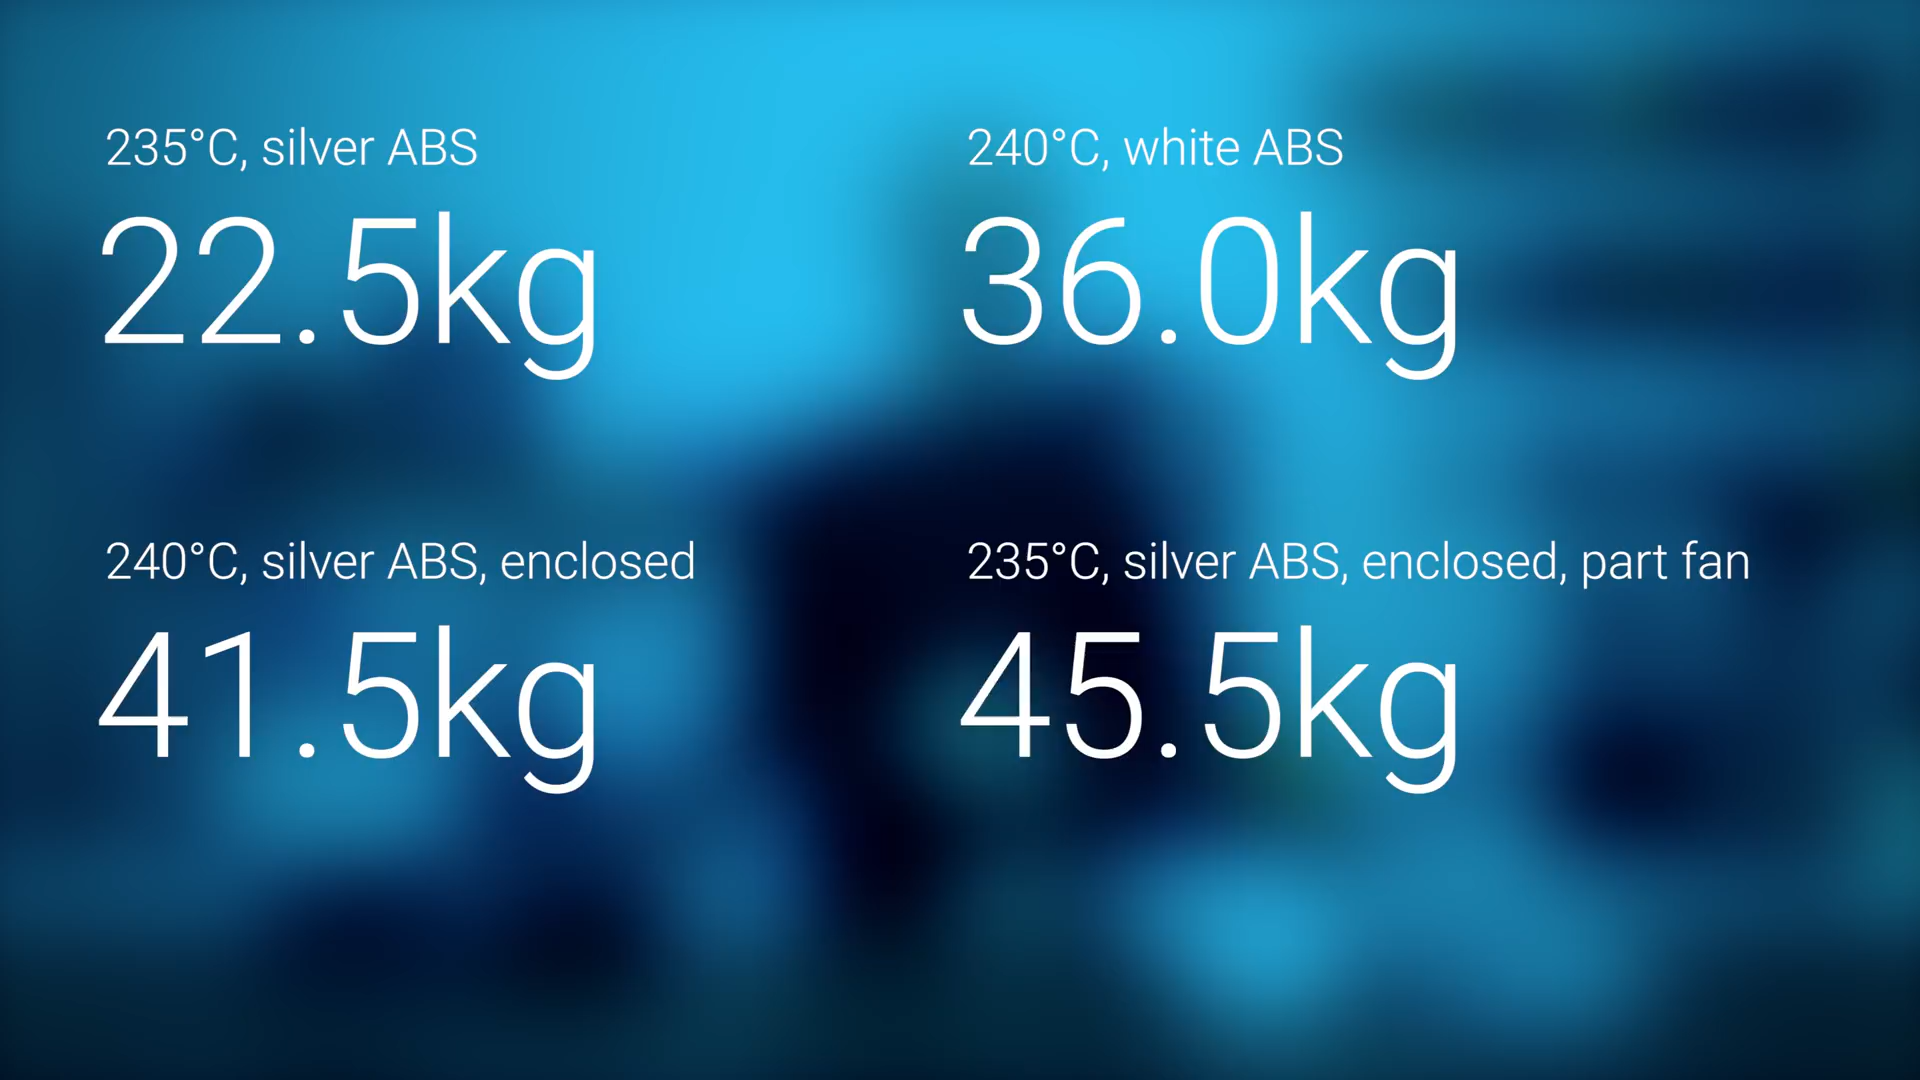 235°C, silver ABS
22.5kg
240°C, white ABS
36.0kg
240°C, silver ABS, enclosed
41.5kg
235°C, silver ABS, enclosed, part fan
45.5kg